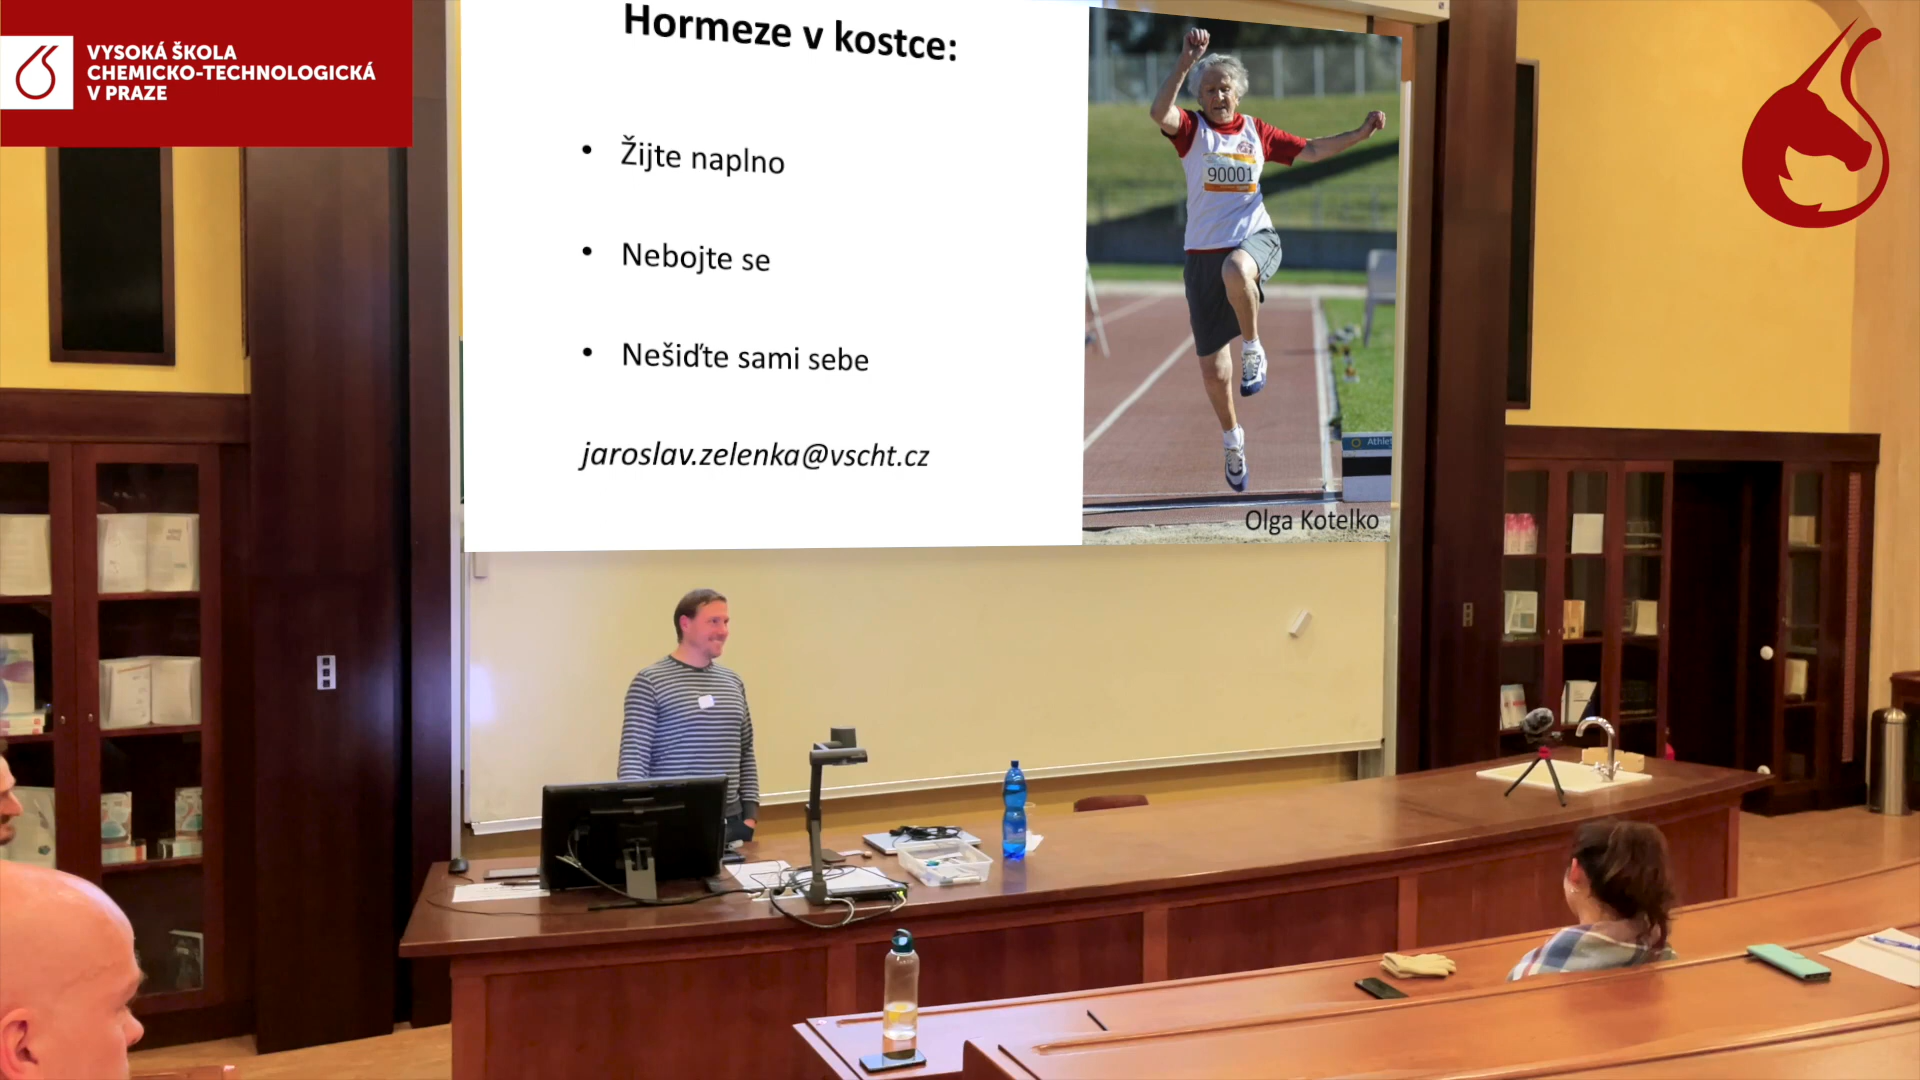 VYSOKÁ ŠKOLA
CHEMICKO-TECHNOLOGICKÁ
V PRAZE
Hormeze v kostce:
• Žijte naplno
• Nebojte se
• Nešiďte sami sebe
jaroslav.zelenka@vscht.cz
90001
Olga Kotelko